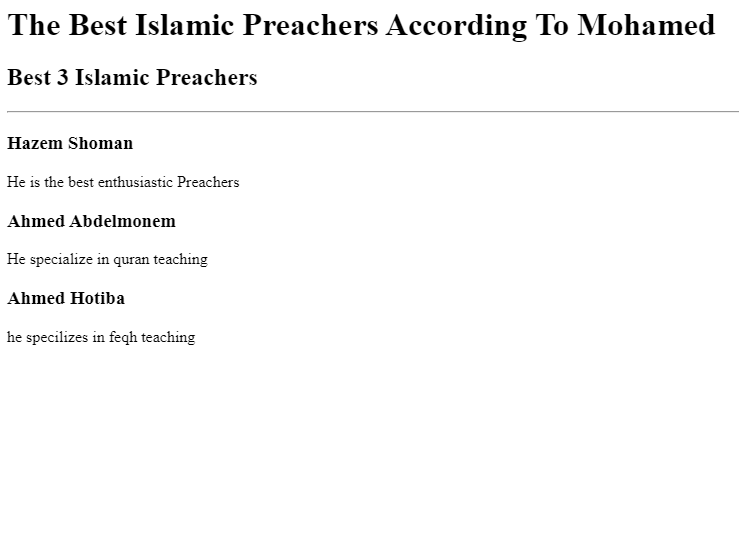 The Best Islamic Preachers According To Mohamed
Best 3 Islamic Preachers
Hazem Shoman
He is the best enthusiastic Preachers
Ahmed Abdelmonem
He specialize in quran teaching
Ahmed Hotiba
he specilizes in feqh teaching